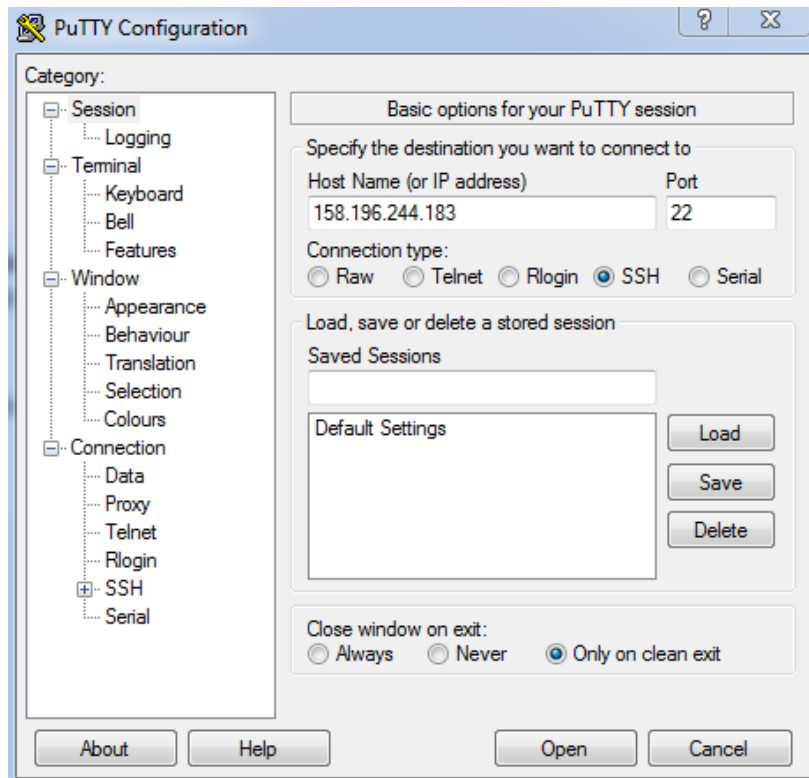 PuTTY Configuration
Category:
Session
Logging
Terminal
Keyboard
Bell
Features
Window
Appearance
Behaviour
Translation
Selection
Colours
Connection
Data
Proxy
Telnet
Rlogin
SSH
Serial
Basic options for your PuTTY session
Specify the destination you want to connect to
Host Name (or IP address) Port
158.196.244.183 22
Connection type:
Raw Telnet Rlogin SSH Serial
Load, save or delete a stored session
Saved Sessions
Default Settings
Load
Save
Delete
Close window on exit:
Always Never Only on clean exit
About Help Open Cancel